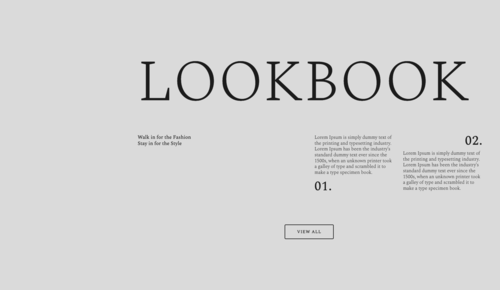 LOOKBOOK
Walk in for the Fashion
Stay in for the Style
Lorem Ipsum is simply dummy text of
the printing and typesetting industry.
Lorem Ipsum has been the industry's
standard dummy text ever since the
1500s, when an unknown printer took
a galley of type and scrambled it to
make a type specimen book.
01.
02.
Lorem Ipsum is simply dummy text of
the printing and typesetting industry.
Lorem Ipsum has been the industry's
standard dummy text ever since the
1500s, when an unknown printer took
a galley of type and scrambled it to
make a type specimen book.
VIEW ALL